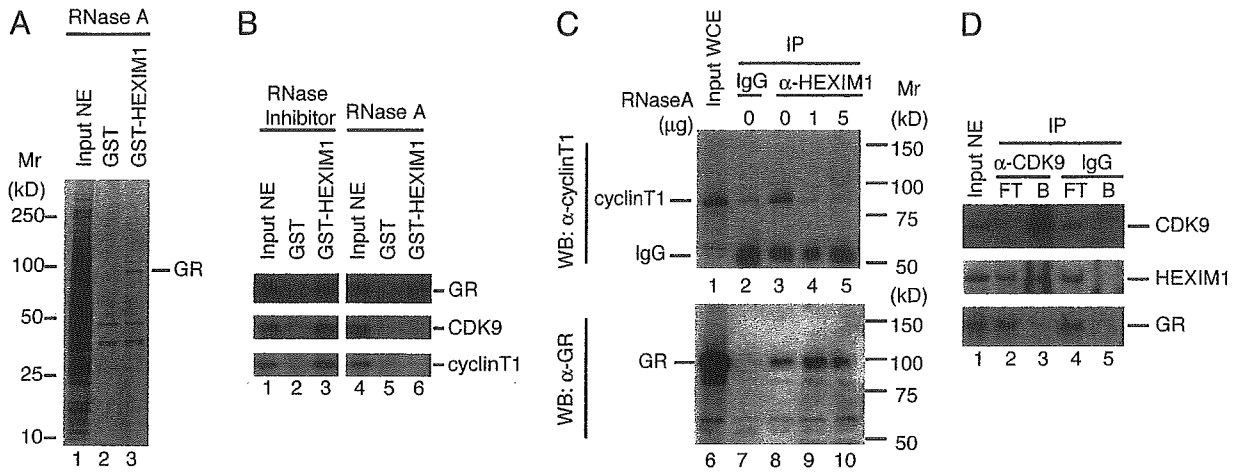 A
RNase A
Input NE
GST
GST-HEXIM1
Mr
(kD)
250
100
50
25
10
GR
1 2 3
B
RNase Inhibitor
RNase A
Input NE
GST
GST-HEXIM1
Input NE
GST
GST-HEXIM1
GR
CDK9
cyclinT1
1 2 3 4 5 6
C
Input WCE
IP
IgG
α-HEXIM1
RNaseA
(μg)
0 0 1 5
Mr
(kD)
WB: α-cyclinT1
cyclinT1
IgG
150
100
75
50
1 2 3 4 5
(kD)
WB: α-GR
GR
150
100
75
50
6 7 8 9 10
D
Input NE
IP
α-CDK9 IgG
FT B FT B
CDK9
HEXIM1
GR
1 2 3 4 5